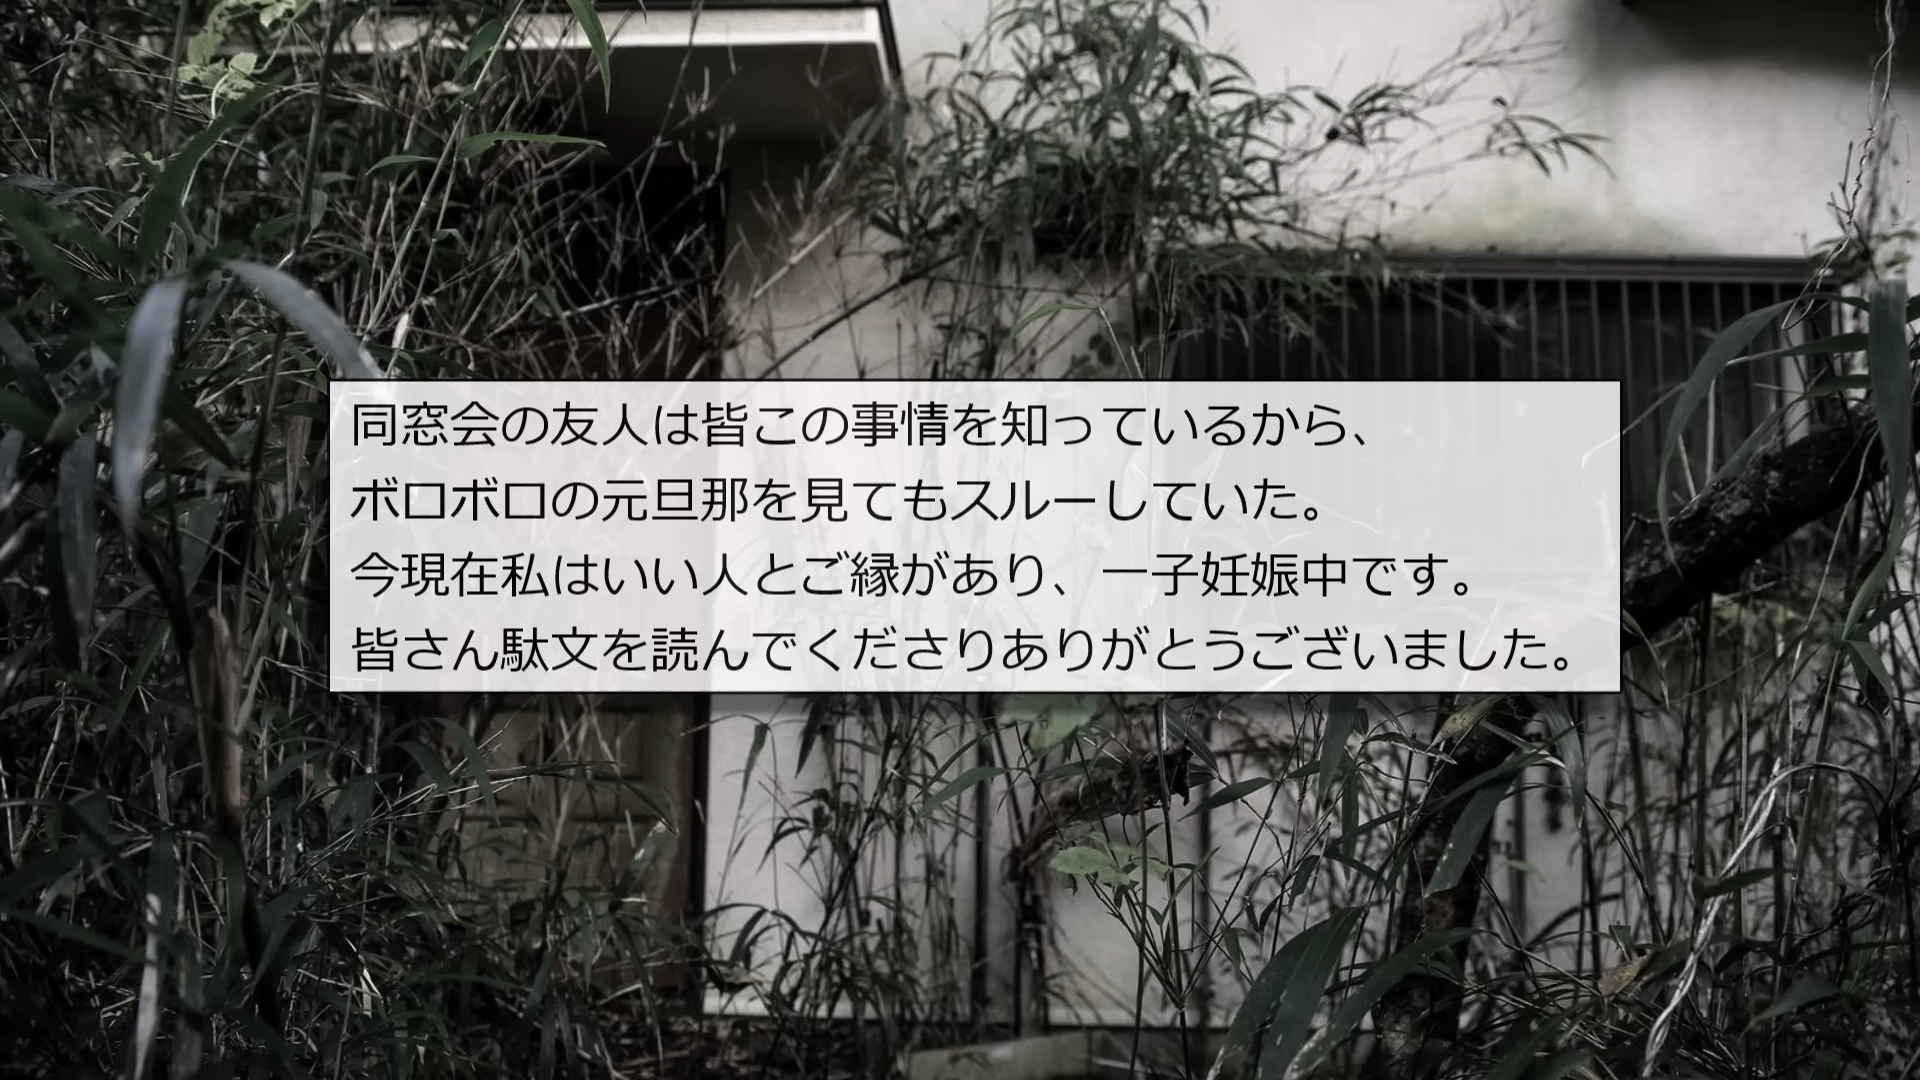 同窓会の友人は皆この事情を知っているから、
ボロボロの元旦那を見てもスルーしていた。
今現在私はいい人とご縁があり、一子妊娠中です。
皆さん駄文を読んでくださりありがとうございました。